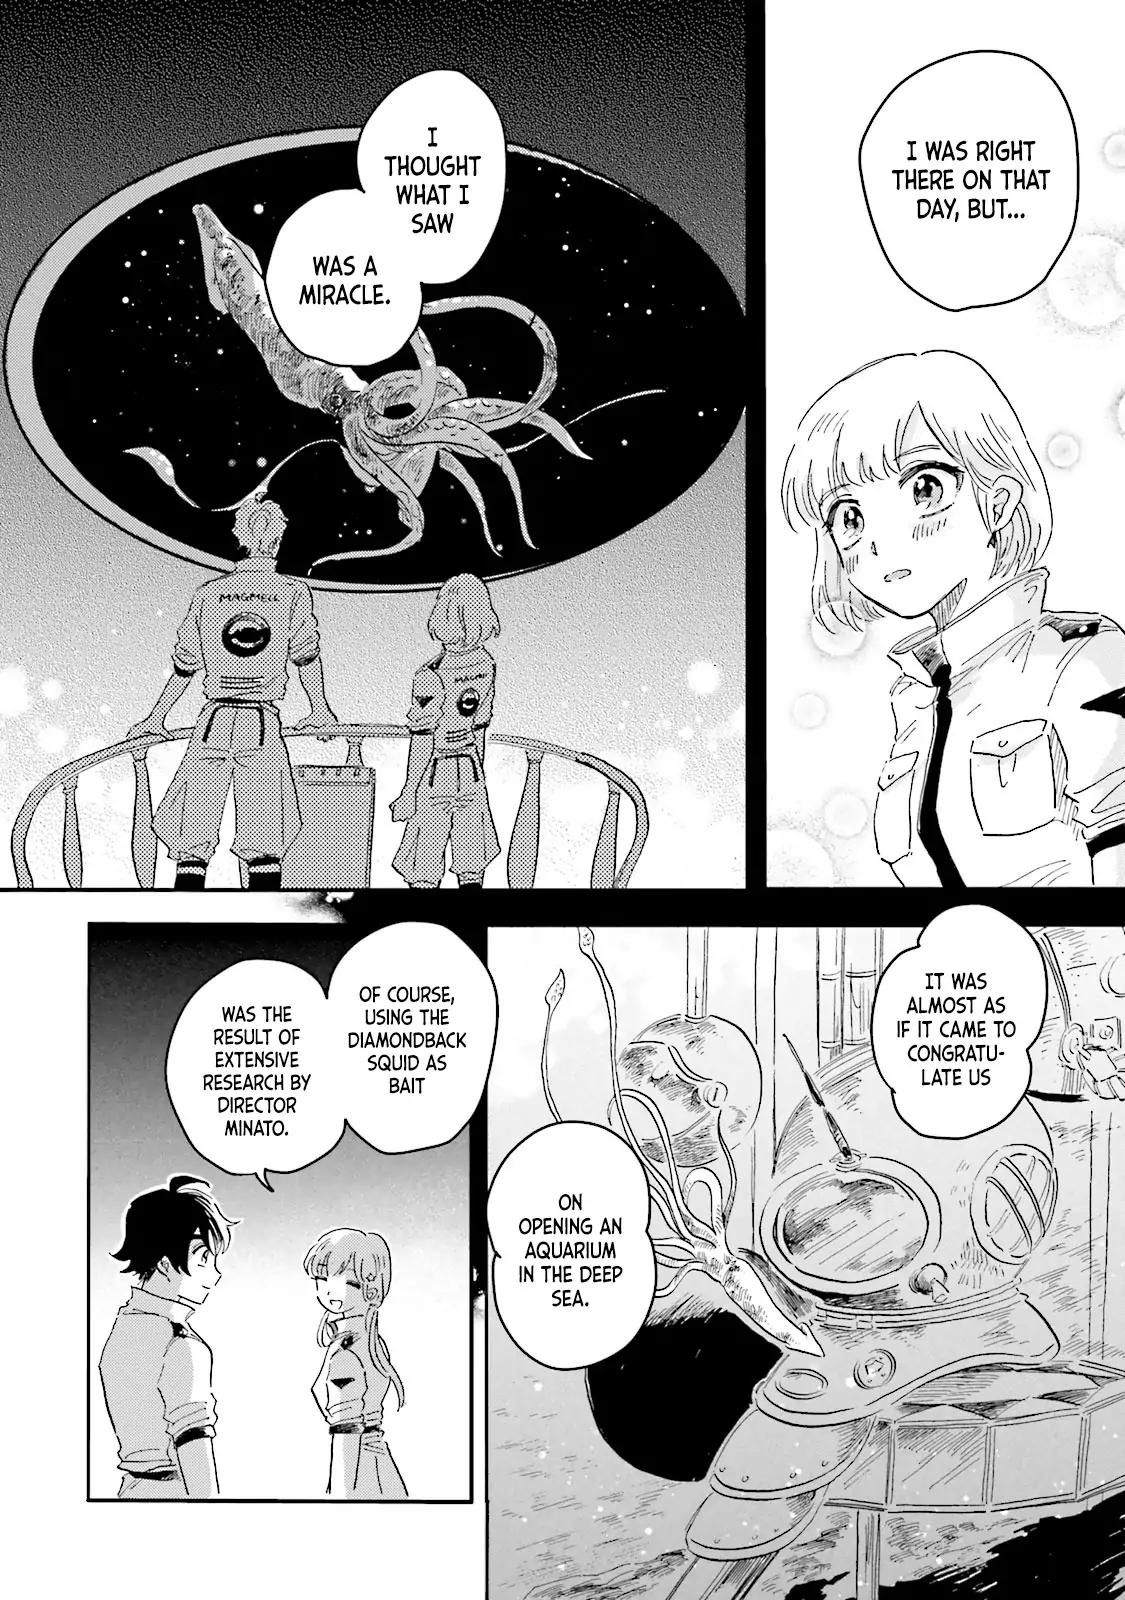 I WAS RIGHT
THERE ON THAT
DAY, BUT...
I
THOUGHT
WHAT I
SAW
WAS A
MIRACLE.
MAGMELL
IT WAS
ALMOST AS
IF IT CAME TO
CONGRATU-
LATE US
ON
OPENING AN
AQUARIUM
IN THE DEEP
SEA.
OF COURSE,
USING THE
DIAMONDBACK
SQUID AS
BAIT
WAS THE
RESULT OF
EXTENSIVE
RESEARCH BY
DIRECTOR
MINATO.